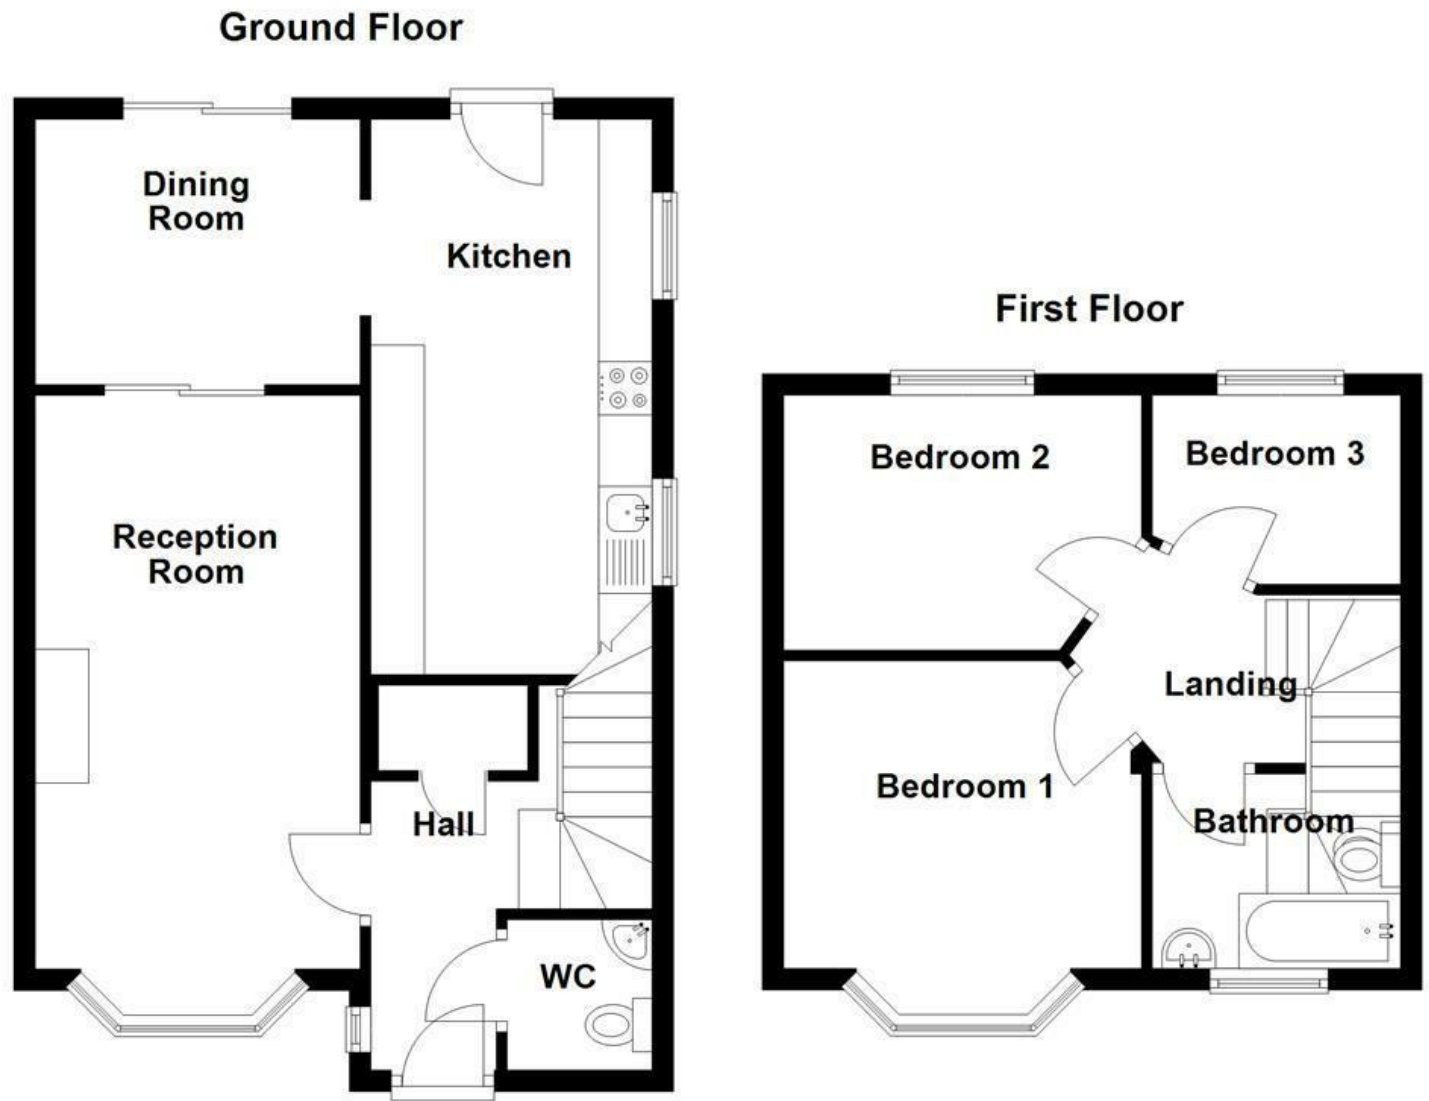 Ground Floor
Dining
Room
Kitchen
Reception
Room
Hall
WC
First Floor
Bedroom 2
Bedroom 3
Landing
Bedroom 1
Bathroom